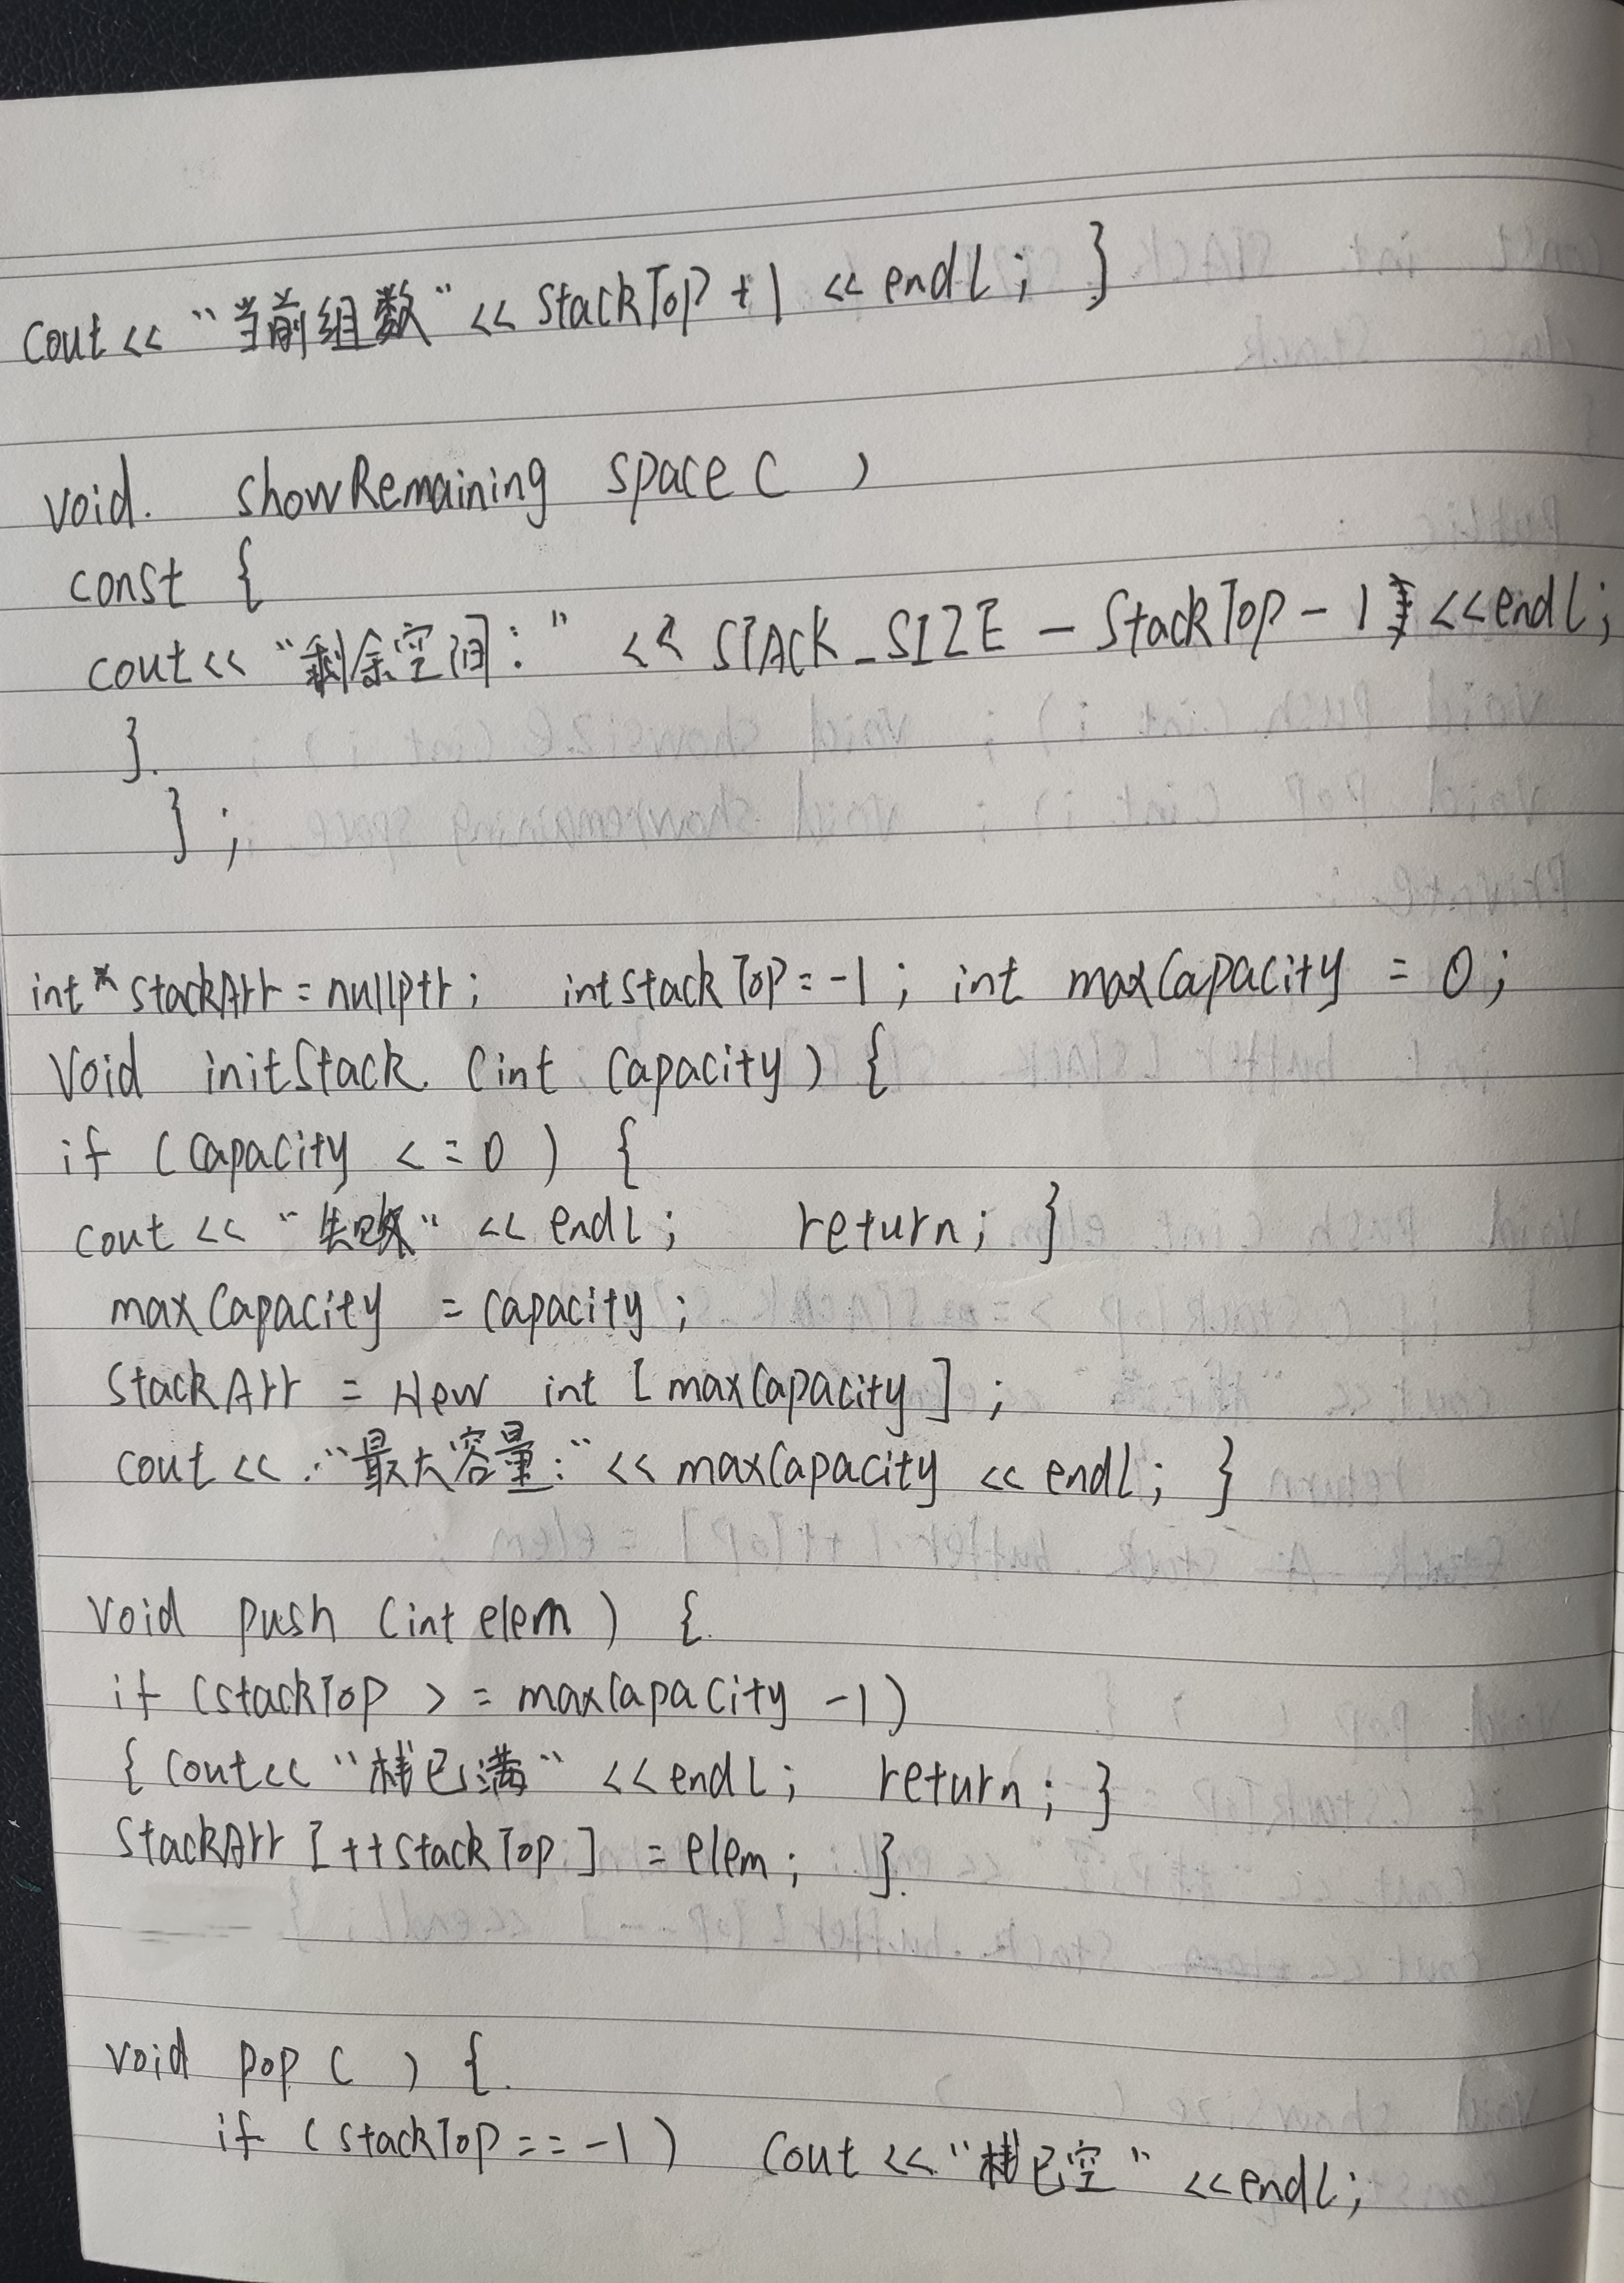 cout << "当前组数" << StackTop + 1 << endl; }
void. showRemaining space ( )
const {
cout << "剩余空间:" << STACK_SIZE - StackTop - 1 <<endl;
}.
};
int* stackArr = nullptr; int stackTop = -1; int maxCapacity = 0;
Void initStack (int Capacity) {
if (Capacity <= 0) {
cout << "失败" << endl; return; }
maxCapacity = Capacity;
StackArr = New int [maxCapacity];
cout << "最大容量:" << maxCapacity << endl; }
void push (int elem) {
if (stackTop >= maxCapacity -1)
{ cout<< "栈已满" <<endl; return; }
StackArr [++stackTop] = elem; }
void pop ( ) {
if (stackTop == -1) cout << "栈已空" <<endl;